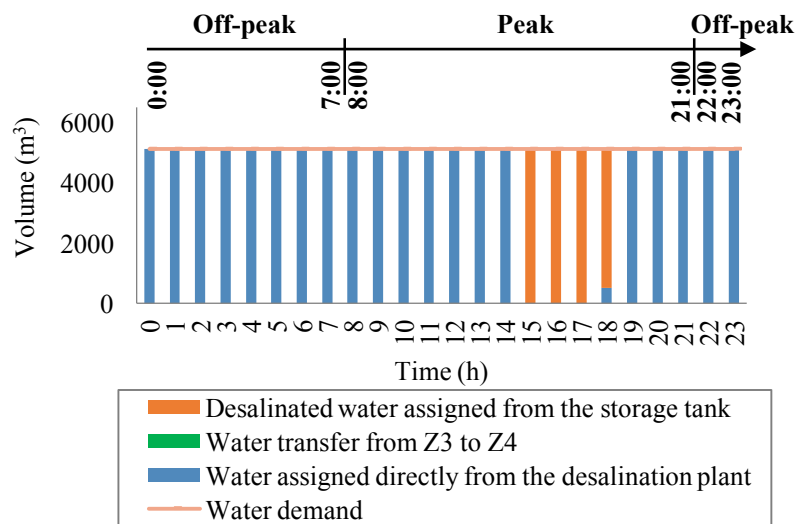 Off-peak Peak Off-peak
0:00 7:00 8:00 21:00 22:00 23:00
6000
4000
2000
0
Volume (m³)
0 1 2 3 4 5 6 7 8 9 10 11 12 13 14 15 16 17 18 19 20 21 22 23
Time (h)
Desalinated water assigned from the storage tank
Water transfer from Z3 to Z4
Water assigned directly from the desalination plant
Water demand